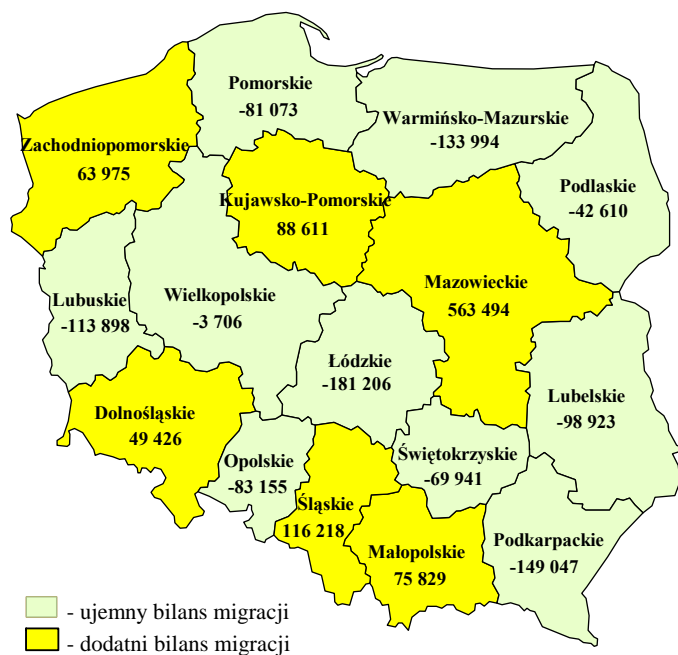 Pomorskie
-81 073
Warmińsko-Mazurskie
-133 994
Zachodniopomorskie
63 975
Kujawsko-Pomorskie
88 611
Podlaskie
-42 610
Lubuskie
-113 898
Wielkopolskie
-3 706
Mazowieckie
563 494
Łódzkie
-181 206
Lubelskie
-98 923
Dolnośląskie
49 426
Opolskie
-83 155
Śląskie
116 218
Świętokrzyskie
-69 941
Małopolskie
75 829
Podkarpackie
-149 047
- ujemny bilans migracji
- dodatni bilans migracji